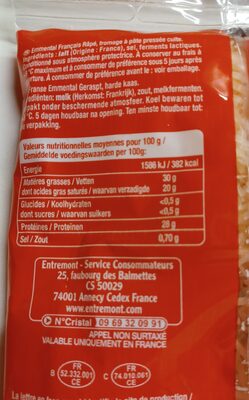 Emmental Français Râpé, fromage à pâte pressée cuite.
Ingrédients : lait (Origine : France), sel, ferments lactiques.
Conditionné sous atmosphère protectrice. À conserver au frais à
maximum et à consommer de préférence sous 5 jours après
À consommer de préférence avant le : voir emballage.
Franse Emmental Geraspt, harde kaas.
melk (Herkomst: Frankrijk), zout, melkfermenten.
onder beschermende atmosfeer. Koel bewaren tot
5 dagen houdbaar na opening. Ten minste houdbaar tot:
verpakking.
Valeurs nutritionnelles moyennes pour 100 g /
Gemiddelde voedingswaarden per 100g:
Energie 1586 kJ / 382 kcal
Matières grasses / Vetten 30 g
dont acides gras saturés / waarvan verzadigde 20 g
Glucides / Koolhydraten <0,5 g
dont sucres / waarvan suikers <0,5 g
Protéines / Proteïnen 28 g
Sel / Zout 0,70 g
Entremont - Service Consommateurs
25, faubourg des Balmettes
CS 50029
74001 Annecy Cedex France
www.entremont.com
N°Cristal 09 69 32 09 91
APPEL NON SURTAXÉ
VALABLE UNIQUEMENT EN FRANCE
B FR 52.332.001 CE
C FR 74.010.061 CE